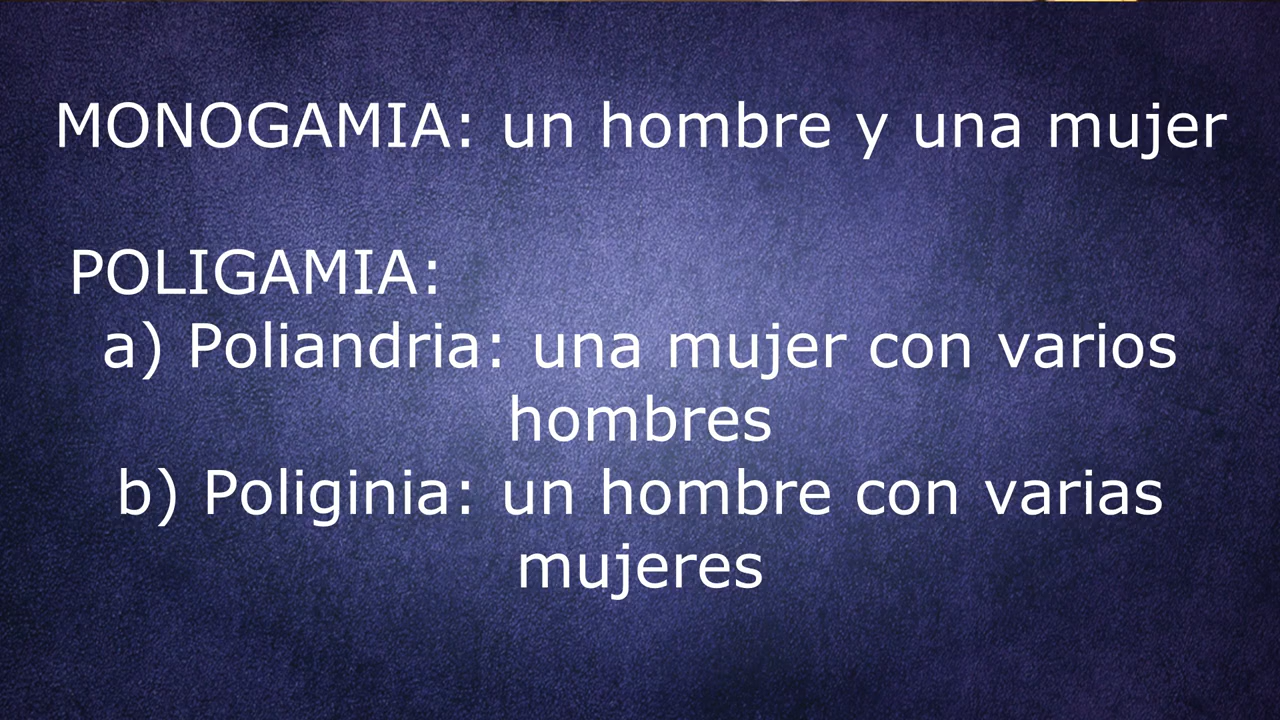 MONOGAMIA: un hombre y una mujer
POLIGAMIA:
a) Poliandria: una mujer con varios
hombres
b) Poliginia: un hombre con varias
mujeres